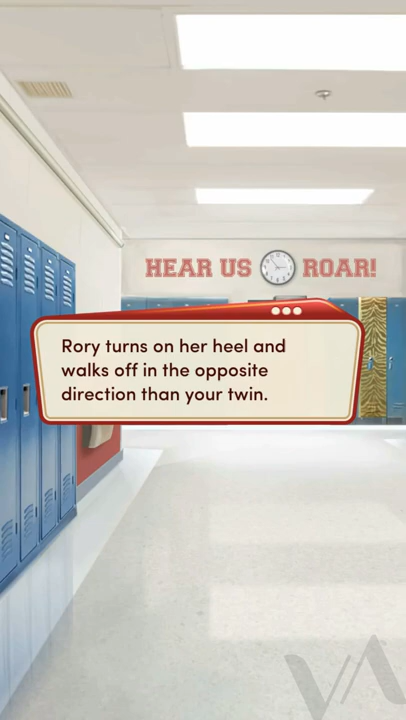 HEAR US ROAR!
Rory turns on her heel and
walks off in the opposite
direction than your twin.